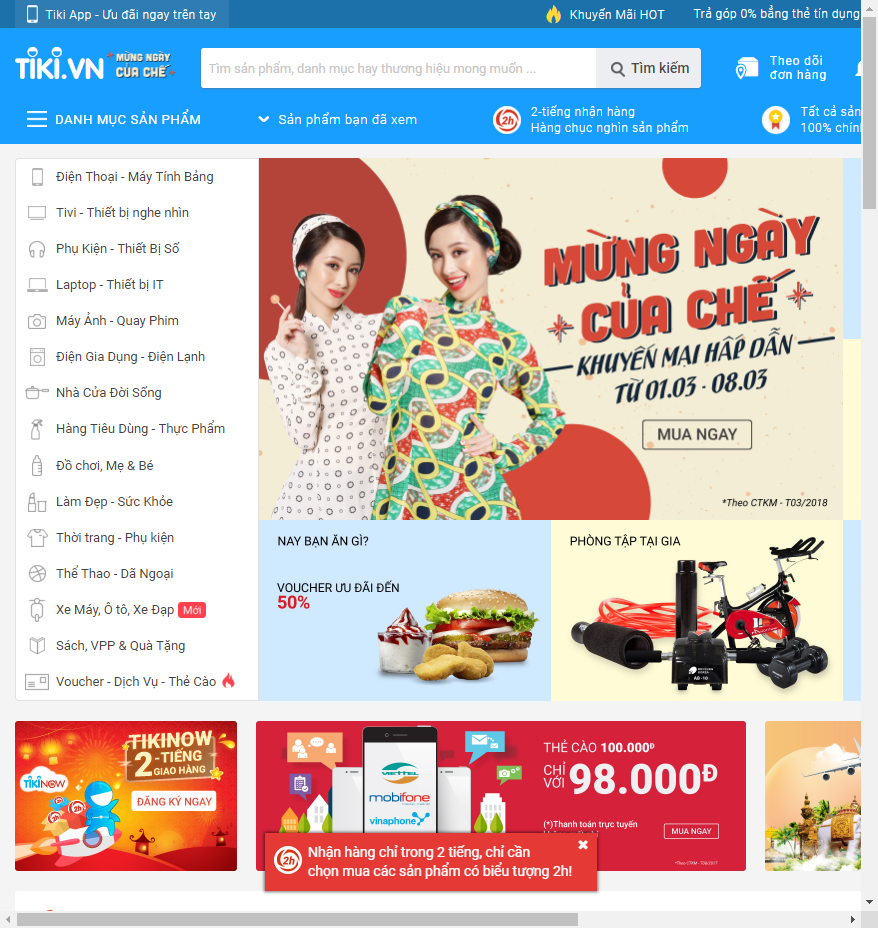 Tiki App - Ưu đãi ngay trên tay
Khuyến Mãi HOT
Trả góp 0% bằng thẻ tín dụng
TIKI.VN
MỪNG NGÀY
CỦA CHẾ
Tìm sản phẩm, danh mục hay thương hiệu mong muốn ...
Tìm kiếm
Theo dõi
đơn hàng
DANH MỤC SẢN PHẨM
Sản phẩm bạn đã xem
2h
2-tiếng nhận hàng
Hàng chục nghìn sản phẩm
Tất cả sản
100% chính
Điện Thoại - Máy Tính Bảng
Tivi - Thiết bị nghe nhìn
Phụ Kiện - Thiết Bị Số
Laptop - Thiết bị IT
Máy Ảnh - Quay Phim
Điện Gia Dụng - Điện Lạnh
Nhà Cửa Đời Sống
Hàng Tiêu Dùng - Thực Phẩm
Đồ chơi, Mẹ & Bé
Làm Đẹp - Sức Khỏe
Thời trang - Phụ kiện
Thể Thao - Dã Ngoại
Xe Máy, Ô tô, Xe Đạp Mới
Sách, VPP & Quà Tặng
Voucher - Dịch Vụ - Thẻ Cào
MỪNG NGÀY
CỦA CHẾ
KHUYẾN MẠI HẤP DẪN
TỪ 01.03 - 08.03
MUA NGAY
*Theo CTKM - T03/2018
NAY BẠN ĂN GÌ?
VOUCHER ƯU ĐÃI ĐẾN
50%
PHÒNG TẬP TẠI GIA
AB-10
TIKINOW
2-TIẾNG
GIAO HÀNG
TIKINOW
ĐĂNG KÝ NGAY
2h
2h
VIETTEL
mobifone
vinaphone
THẺ CÀO 100.000Đ
CHỈ
VỚI 98.000Đ
(*)Thanh toán trực tuyến
MUA NGAY
2h
Nhận hàng chỉ trong 2 tiếng, chỉ cần
chọn mua các sản phẩm có biểu tượng 2h!